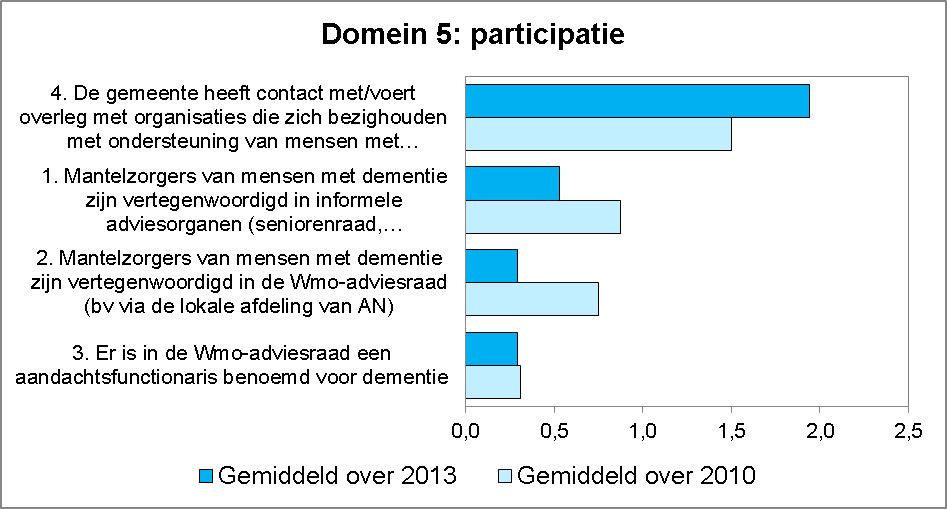 Domein 5: participatie
4. De gemeente heeft contact met/voert
overleg met organisaties die zich bezighouden
met ondersteuning van mensen met…
1. Mantelzorgers van mensen met dementie
zijn vertegenwoordigd in informele
adviesorganen (seniorenraad,…
2. Mantelzorgers van mensen met dementie
zijn vertegenwoordigd in de Wmo-adviesraad
(bv via de lokale afdeling van AN)
3. Er is in de Wmo-adviesraad een
aandachtsfunctionaris benoemd voor dementie
0,0 0,5 1,0 1,5 2,0 2,5
Gemiddeld over 2013 Gemiddeld over 2010